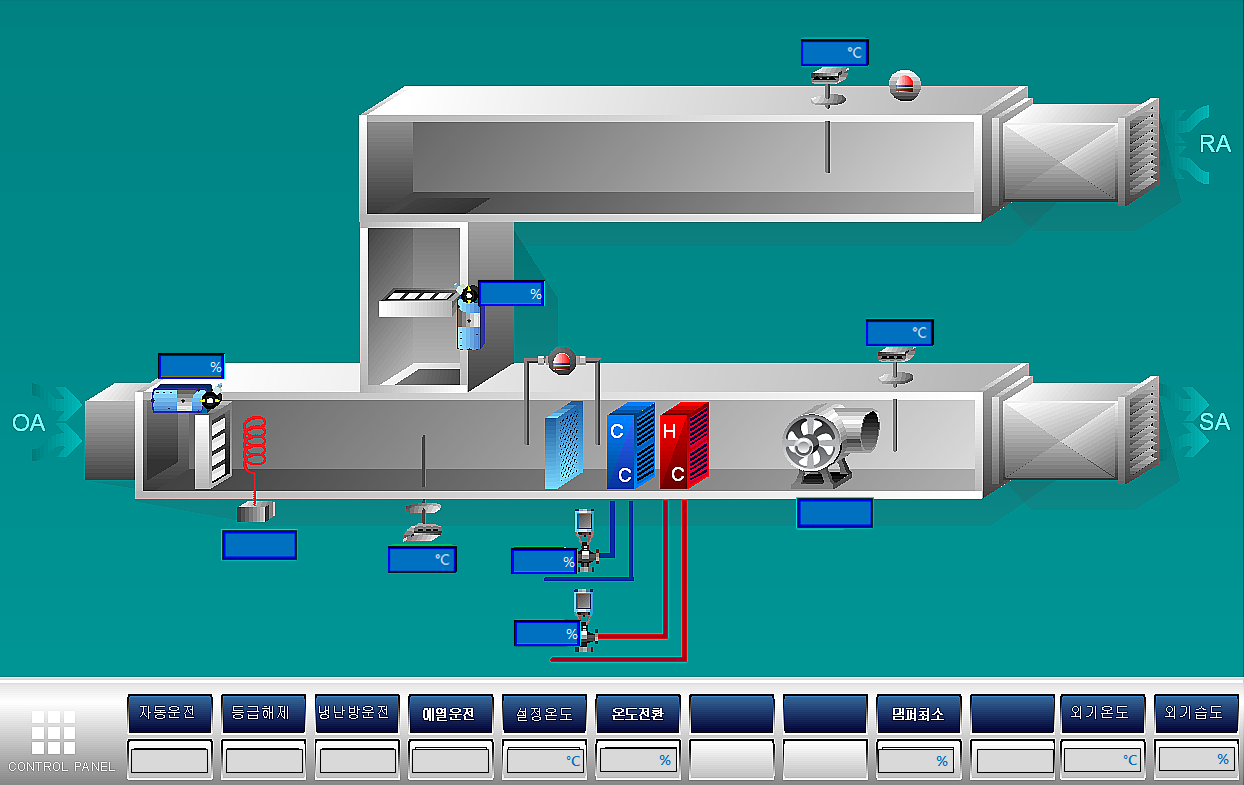 °C
RA
%
°C
%
OA
SA
C
H
C
C
°C
%
%
자동운전
등급해제
냉난방운전
예열운전
설정온도
온도전환
댐퍼최소
외기온도
외기습도
CONTROL PANEL
°C
%
%
°C
%